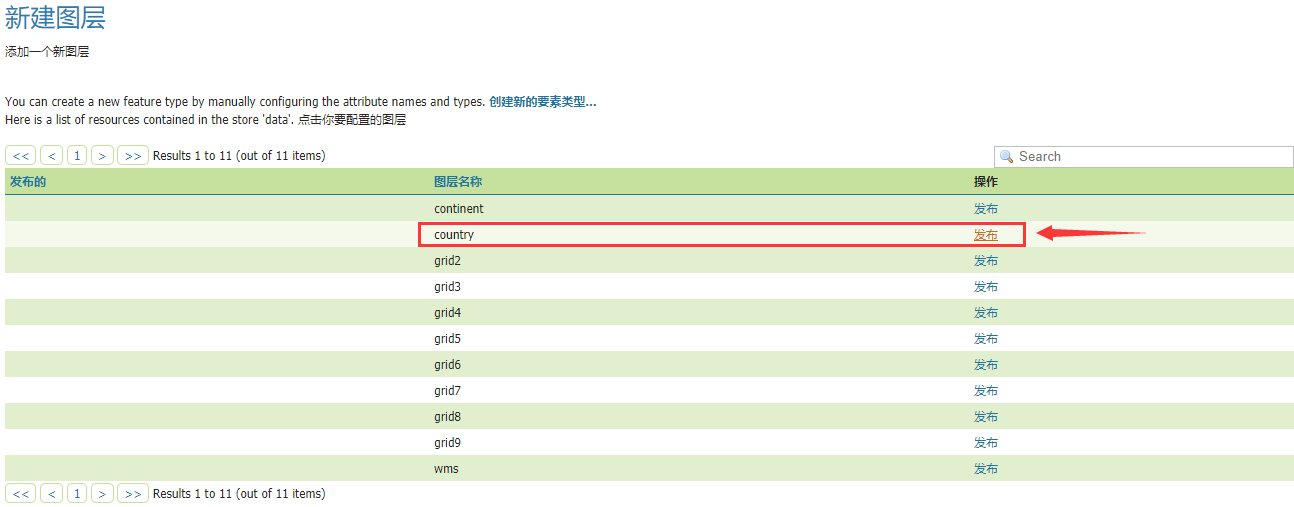 新建图层
添加一个新图层
You can create a new feature type by manually configuring the attribute names and types. 创建新的要素类型...
Here is a list of resources contained in the store 'data'. 点击你要配置的图层
<< < 1 > >> Results 1 to 11 (out of 11 items) Search
发布的 图层名称 操作
continent 发布
country 发布
grid2 发布
grid3 发布
grid4 发布
grid5 发布
grid6 发布
grid7 发布
grid8 发布
grid9 发布
wms 发布
<< < 1 > >> Results 1 to 11 (out of 11 items)